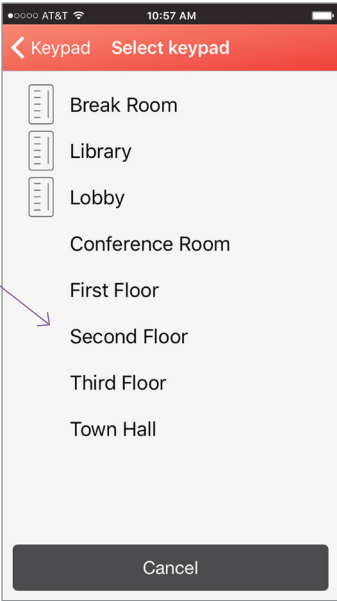 AT&T 10:57 AM
Keypad Select keypad
Break Room
Library
Lobby
Conference Room
First Floor
Second Floor
Third Floor
Town Hall
Cancel